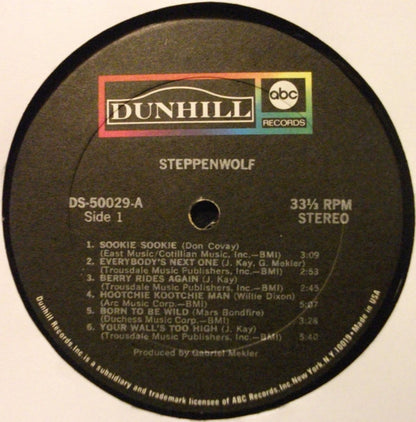 DUNHILL
abc
RECORDS
STEPPENWOLF
DS-50029-A
Side 1
33⅓ RPM
STEREO
1. SOOKIE SOOKIE (Don Covay)
(East Music/Cotillian Music, Inc.—BMI) 3:09
2. EVERYBODY'S NEXT ONE (J. Kay, G. Mekler)
(Trousdale Music Publishers, Inc.—BMI) 2:53
3. BERRY RIDES AGAIN (J. Kay)
(Trousdale Music Publishers, Inc.—BMI) 2:45
4. HOOTCHIE KOOTCHIE MAN (Willie Dixon)
(Arc Music Corp.—BMI) 5:07
5. BORN TO BE WILD (Mars Bondfire)
(Duchess Music Corp.—BMI) 3:28
6. YOUR WALL'S TOO HIGH (J. Kay)
(Trousdale Music Publishers, Inc.—BMI) 5:40
Produced by Gabriel Mekler
Dunhill Records, Inc. is a subsidiary and trademark licensee of ABC Records, Inc. New York, N.Y. 10019 • Made in USA